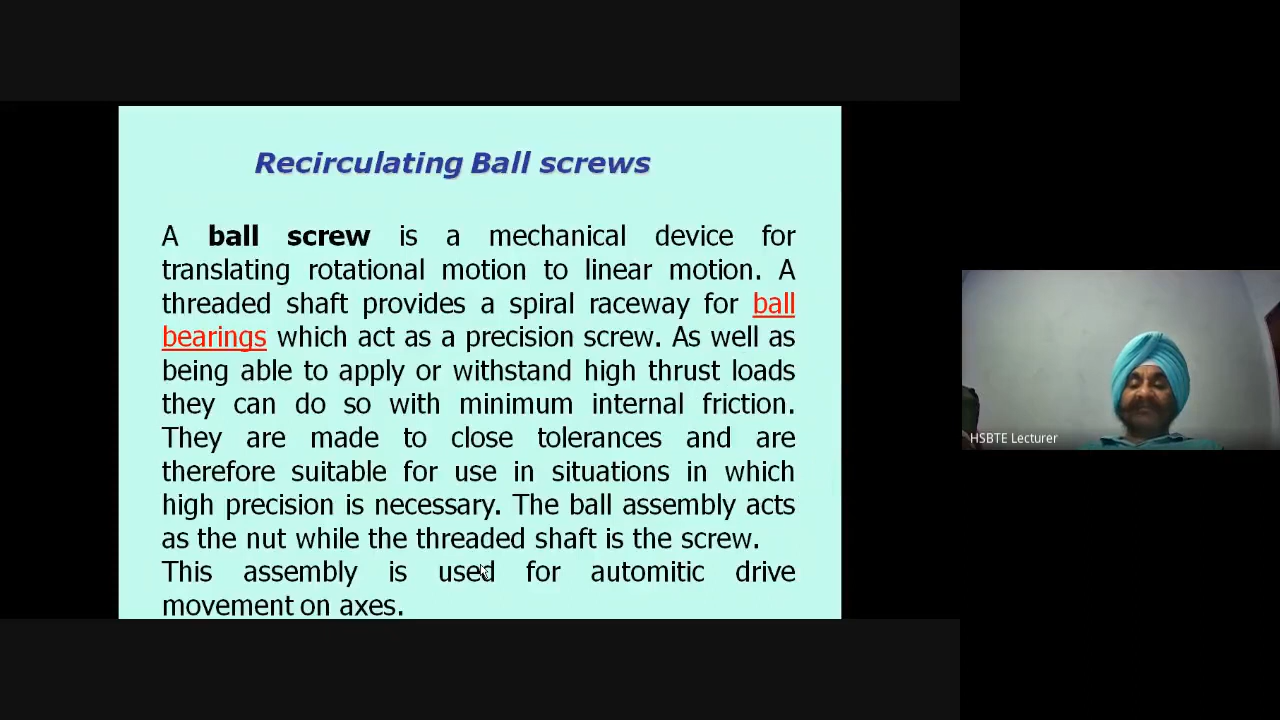 Recirculating Ball screws
A ball screw is a mechanical device for
translating rotational motion to linear motion. A
threaded shaft provides a spiral raceway for ball
bearings which act as a precision screw. As well as
being able to apply or withstand high thrust loads
they can do so with minimum internal friction.
They are made to close tolerances and are
therefore suitable for use in situations in which
high precision is necessary. The ball assembly acts
as the nut while the threaded shaft is the screw.
This assembly is used for automitic drive
movement on axes.
HSBTE Lecturer